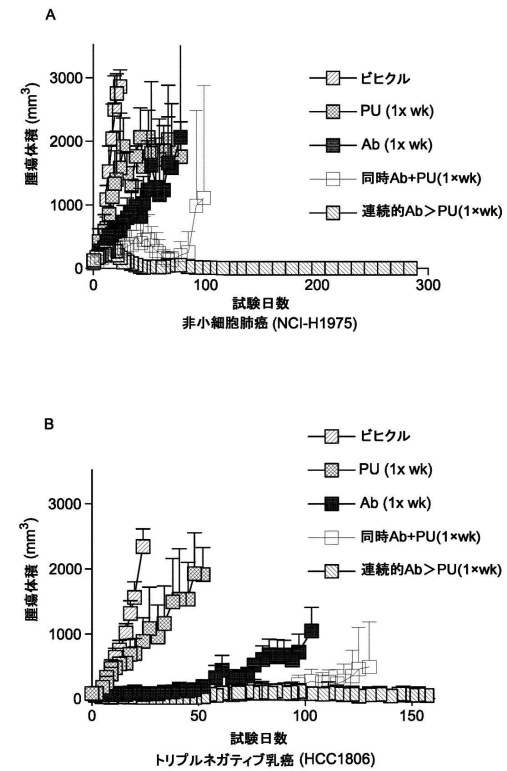 A
腫瘍体積 (mm³)
3000
2000
1000
0
0
100
200
300
試験日数
非小細胞肺癌 (NCI-H1975)
ビヒクル
PU (1x wk)
Ab (1x wk)
同時Ab+PU(1×wk)
連続的Ab>PU(1×wk)
B
腫瘍体積 (mm³)
3000
2000
1000
0
0
50
100
150
試験日数
トリプルネガティブ乳癌 (HCC1806)
ビヒクル
PU (1x wk)
Ab (1x wk)
同時Ab+PU(1×wk)
連続的Ab>PU(1×wk)